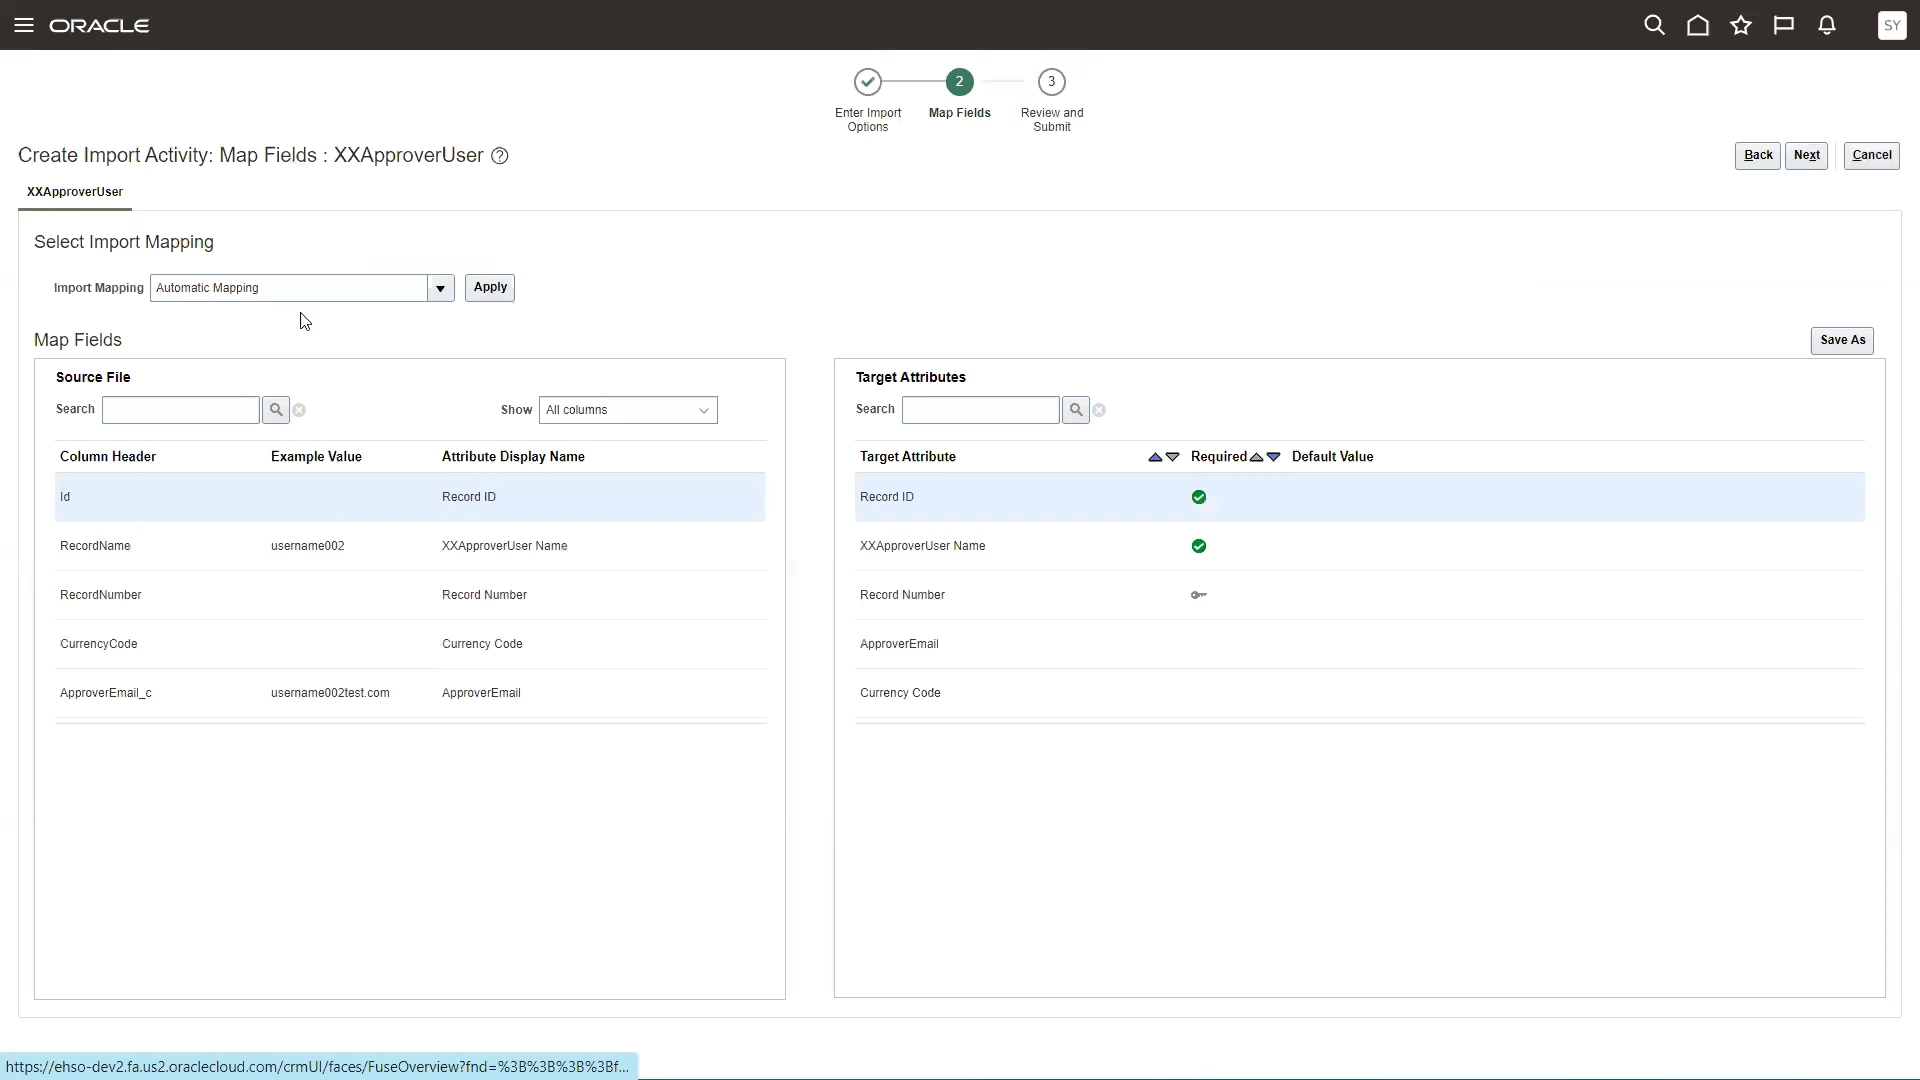 ORACLE
SY
2
3
Enter Import
Options
Map Fields
Review and
Submit
Create Import Activity: Map Fields : XXApproverUser
Back
Next
Cancel
XXApproverUser
Select Import Mapping
Import Mapping
Automatic Mapping
Apply
Map Fields
Save As
Source File
Search
Show
All columns
Column Header Example Value Attribute Display Name
Id Record ID
RecordName username002 XXApproverUser Name
RecordNumber Record Number
CurrencyCode Currency Code
ApproverEmail_c username002test.com ApproverEmail
Target Attributes
Search
Target Attribute Required Default Value
Record ID
XXApproverUser Name
Record Number
ApproverEmail
Currency Code
https://ehso-dev2.fa.us2.oraclecloud.com/crmUI/faces/FuseOverview?fnd=%3B%3B%3B%3Bf...